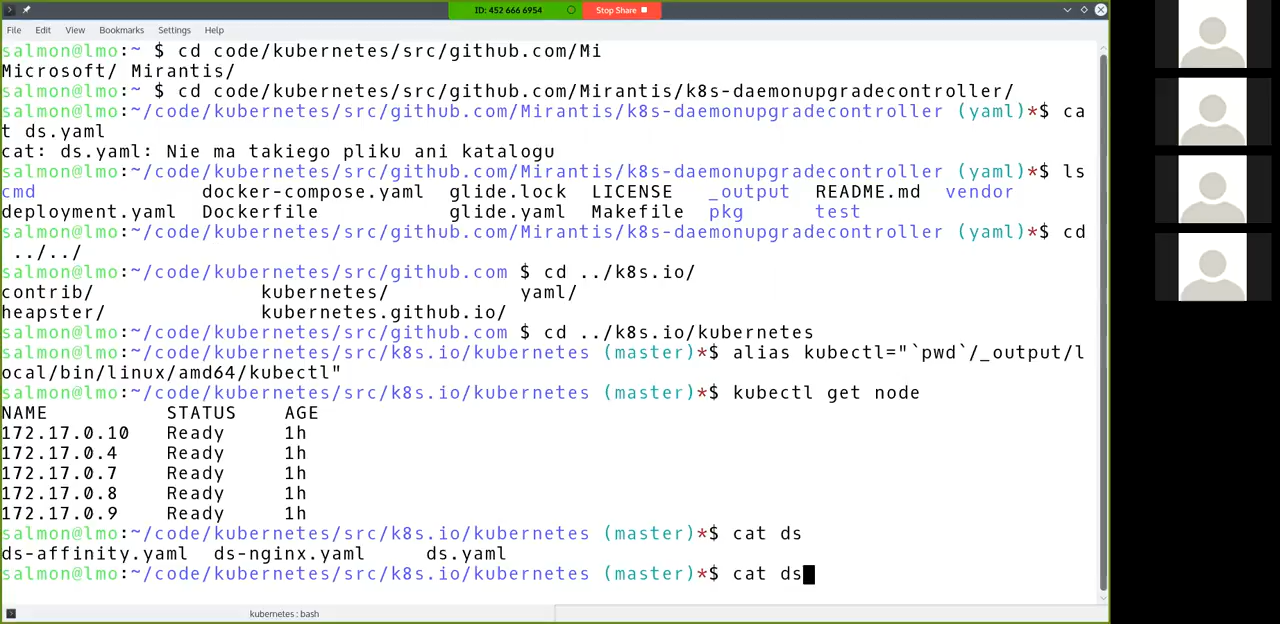 ID: 452 666 6954 Stop Share
File Edit View Bookmarks Settings Help
salmon@lmo:~ $ cd code/kubernetes/src/github.com/Mi
Microsoft/ Mirantis/
salmon@lmo:~ $ cd code/kubernetes/src/github.com/Mirantis/k8s-daemonupgradecontroller/
salmon@lmo:~/code/kubernetes/src/github.com/Mirantis/k8s-daemonupgradecontroller (yaml)*$ ca
t ds.yaml
cat: ds.yaml: Nie ma takiego pliku ani katalogu
salmon@lmo:~/code/kubernetes/src/github.com/Mirantis/k8s-daemonupgradecontroller (yaml)*$ ls
cmd docker-compose.yaml glide.lock LICENSE _output README.md vendor
deployment.yaml Dockerfile glide.yaml Makefile pkg test
salmon@lmo:~/code/kubernetes/src/github.com/Mirantis/k8s-daemonupgradecontroller (yaml)*$ cd
../../
salmon@lmo:~/code/kubernetes/src/github.com $ cd ../k8s.io/
contrib/ kubernetes/ yaml/
heapster/ kubernetes.github.io/
salmon@lmo:~/code/kubernetes/src/github.com $ cd ../k8s.io/kubernetes
salmon@lmo:~/code/kubernetes/src/k8s.io/kubernetes (master)*$ alias kubectl="`pwd`/_output/l
ocal/bin/linux/amd64/kubectl"
salmon@lmo:~/code/kubernetes/src/k8s.io/kubernetes (master)*$ kubectl get node
NAME STATUS AGE
172.17.0.10 Ready 1h
172.17.0.4 Ready 1h
172.17.0.7 Ready 1h
172.17.0.8 Ready 1h
172.17.0.9 Ready 1h
salmon@lmo:~/code/kubernetes/src/k8s.io/kubernetes (master)*$ cat ds
ds-affinity.yaml ds-nginx.yaml ds.yaml
salmon@lmo:~/code/kubernetes/src/k8s.io/kubernetes (master)*$ cat ds
kubernetes : bash